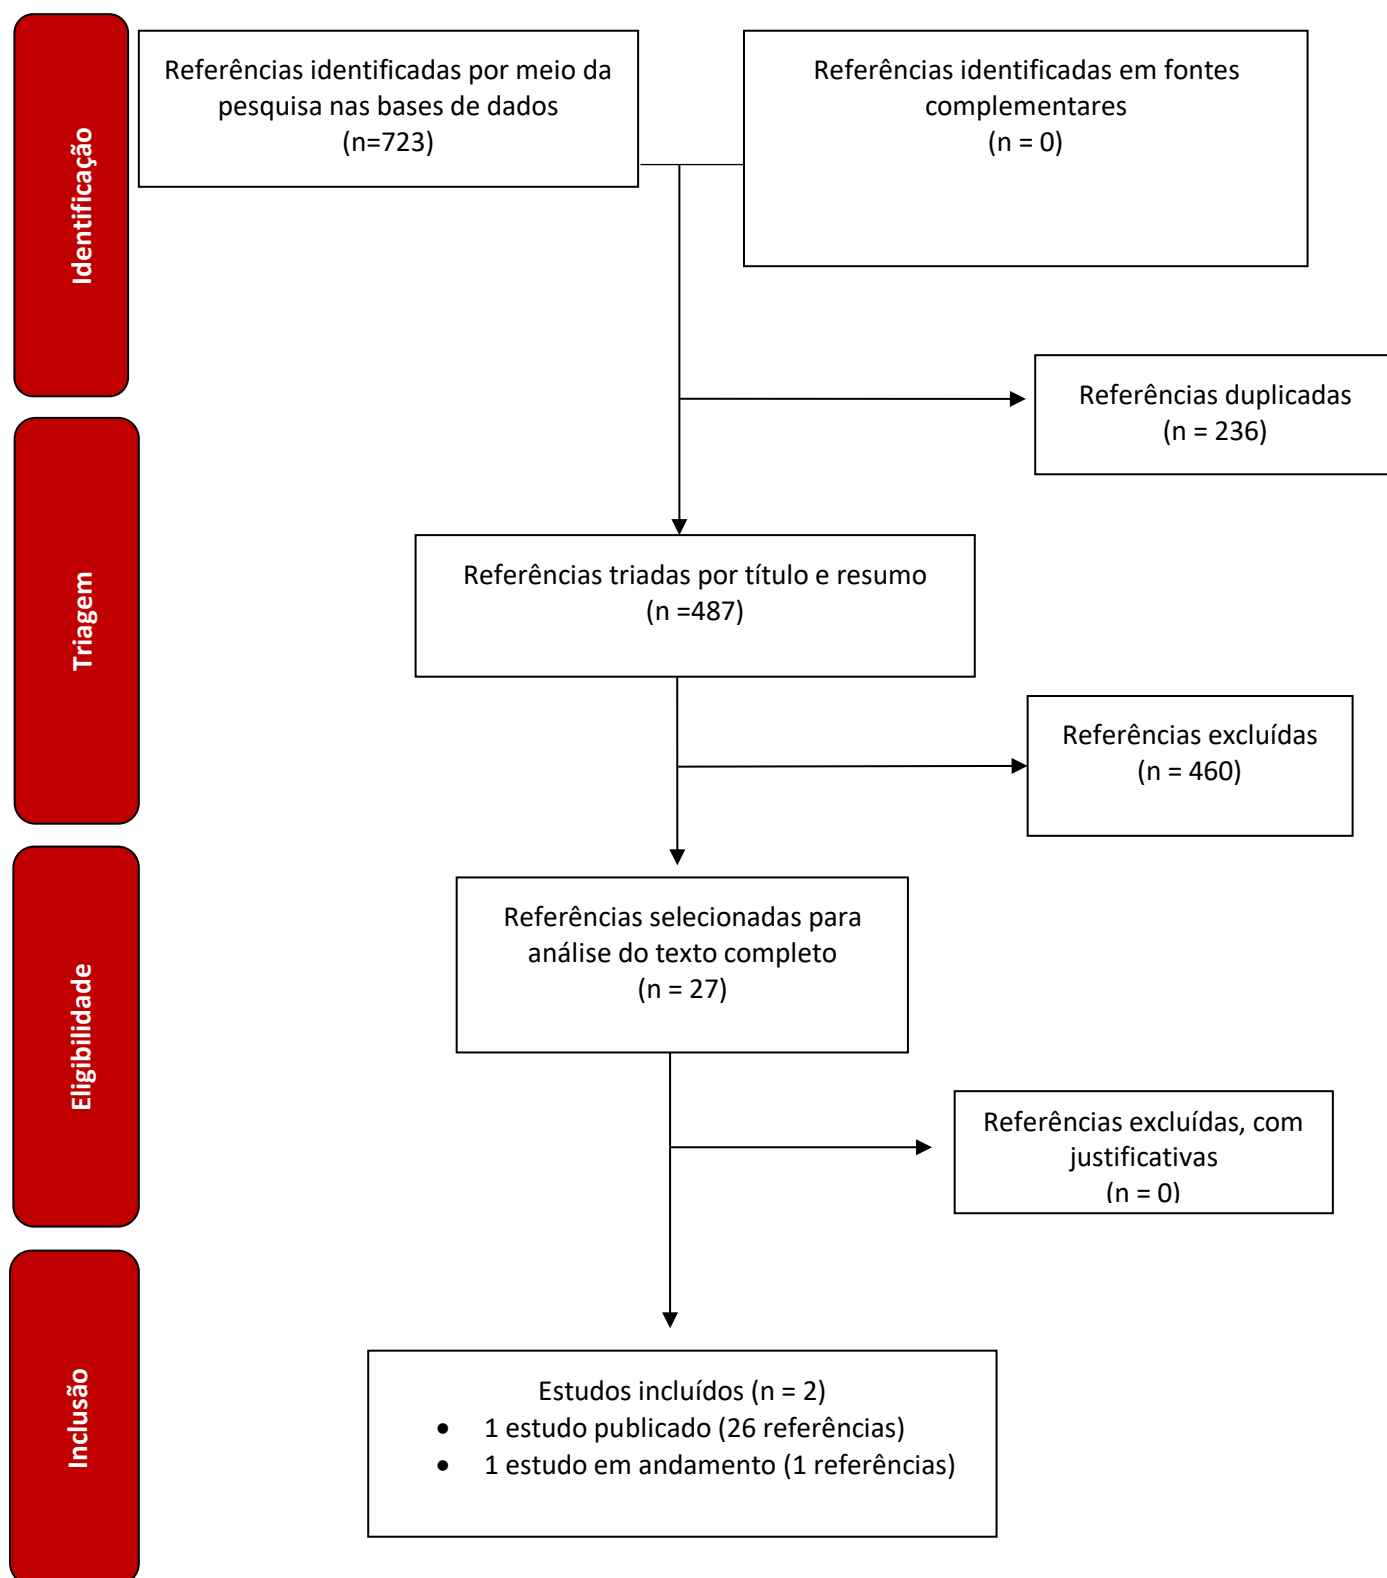 Identificação
Referências identificadas por meio da
pesquisa nas bases de dados
(n=723)
Referências identificadas em fontes
complementares
(n = 0)
Referências duplicadas
(n = 236)
Triagem
Referências triadas por título e resumo
(n =487)
Referências excluídas
(n = 460)
Eligibilidade
Referências selecionadas para
análise do texto completo
(n = 27)
Referências excluídas, com
justificativas
(n = 0)
Inclusão
Estudos incluídos (n = 2)
• 1 estudo publicado (26 referências)
• 1 estudo em andamento (1 referências)